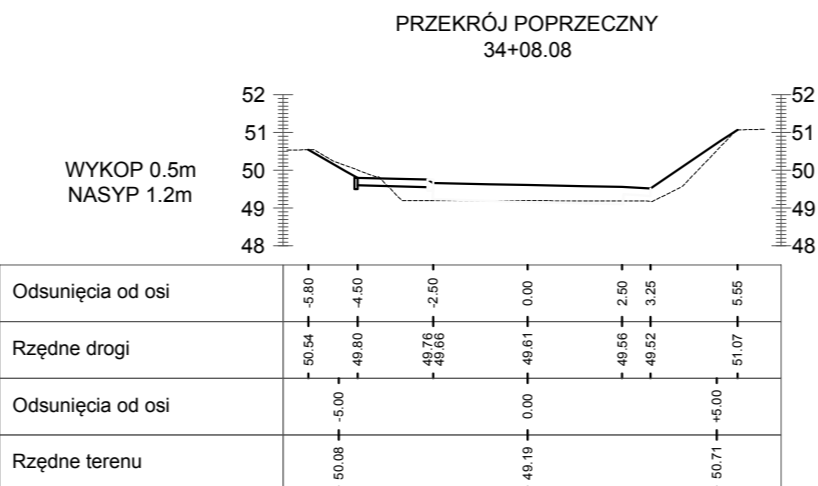 PRZEKRÓJ POPRZECZNY
34+08.08
52 52
51 51
WYKOP 0.5m 50 50
NASYP 1.2m 49 49
48 48
Odsunięcia od osi -5.80 -4.50 -2.50 0.00 2.50 3.25 5.55
Rzędne drogi 50.54 49.80 49.76 49.66 49.61 49.56 49.52 51.07
Odsunięcia od osi -5.00 0.00 +5.00
Rzędne terenu 50.08 49.19 50.71